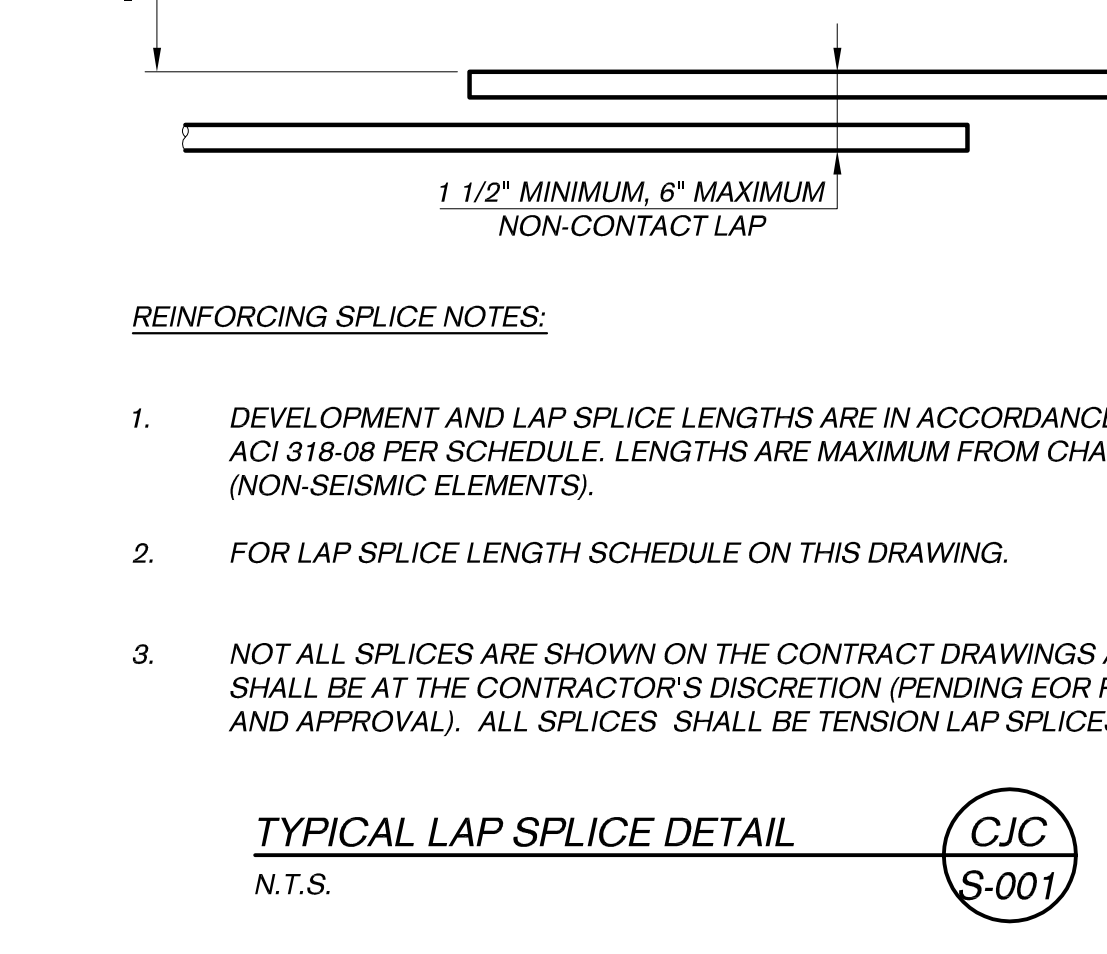 1 1/2" MINIMUM, 6" MAXIMUM
NON-CONTACT LAP
REINFORCING SPLICE NOTES:
1. DEVELOPMENT AND LAP SPLICE LENGTHS ARE IN ACCORDANCE
ACI 318-08 PER SCHEDULE. LENGTHS ARE MAXIMUM FROM CHA
(NON-SEISMIC ELEMENTS).
2. FOR LAP SPLICE LENGTH SCHEDULE ON THIS DRAWING.
3. NOT ALL SPLICES ARE SHOWN ON THE CONTRACT DRAWINGS
SHALL BE AT THE CONTRACTOR'S DISCRETION (PENDING EOR
AND APPROVAL). ALL SPLICES SHALL BE TENSION LAP SPLICES
TYPICAL LAP SPLICE DETAIL
N.T.S.
CJC
S-001